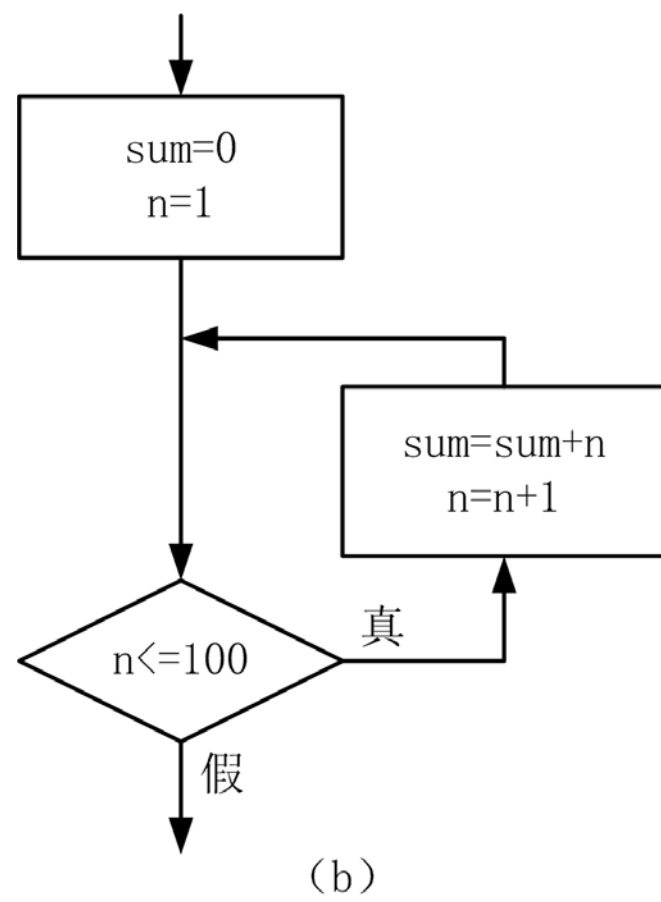 sum=0
n=1
sum=sum+n
n=n+1
n<=100
真
假
(b)